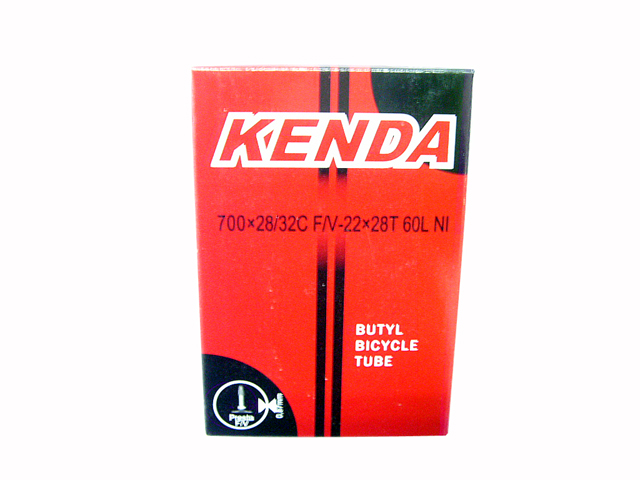 KENDA
700×28/32C F/V-22×28T 60L NI
BUTYL
BICYCLE
TUBE
Presta
F/V